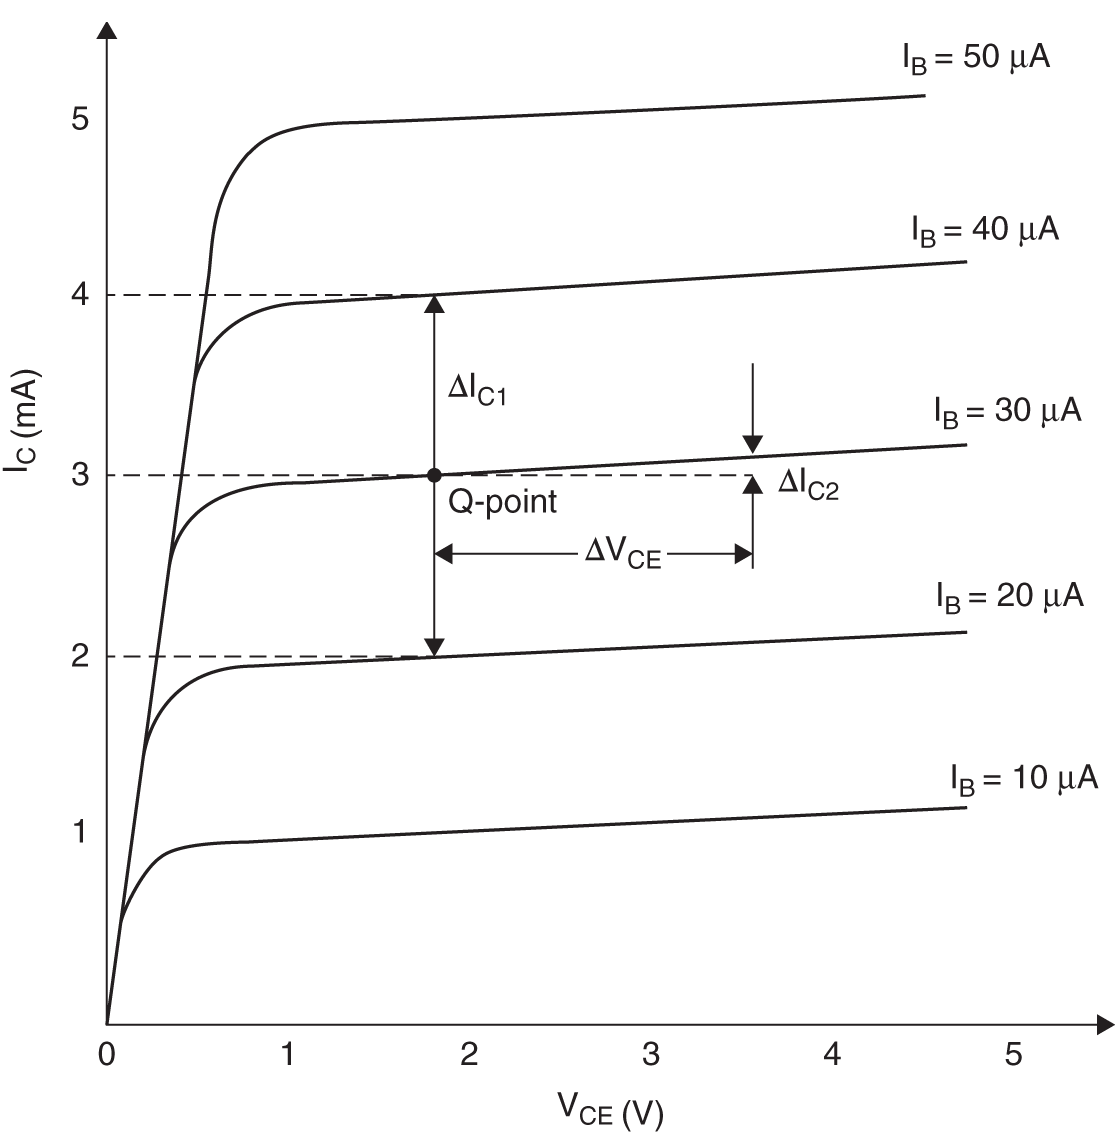 I_B = 50 μA
5
I_B = 40 μA
4
ΔI_C1
I_B = 30 μA
I_C (mA)
3
Q-point
ΔI_C2
ΔV_CE
I_B = 20 μA
2
I_B = 10 μA
1
0 1 2 3 4 5
V_CE (V)